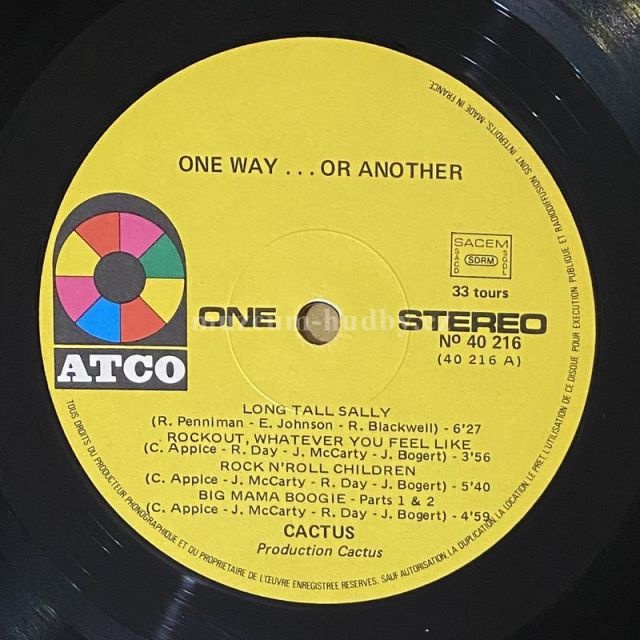 ONE WAY . . . OR ANOTHER
SACEM
SACD
SDRM
SGDL
33 tours
ATCO
ONE
STEREO
Nº 40 216
(40 216 A)
LONG TALL SALLY
(R. Penniman - E. Johnson - R. Blackwell) - 6'27
ROCKOUT, WHATEVER YOU FEEL LIKE
(C. Appice - R. Day - J. McCarty - J. Bogert) - 3'56
ROCK N'ROLL CHILDREN
(C. Appice - J. McCarty - R. Day - J. Bogert) - 5'40
BIG MAMA BOOGIE - Parts 1 & 2
(C. Appice - J. McCarty - R. Day - J. Bogert) - 4'59
CACTUS
Production Cactus
TOUS DROITS DU PRODUCTEUR PHONOGRAPHIQUE ET DU PROPRIETAIRE DE L'ŒUVRE ENREGISTREE RESERVES. SAUF AUTORISATION, LA DUPLICATION, LA LOCATION, LE PRET, L'UTILISATION DE CE DISQUE POUR EXECUTION PUBLIQUE ET RADIODIFFUSION SONT INTERDITS. MADE IN FRANCE.